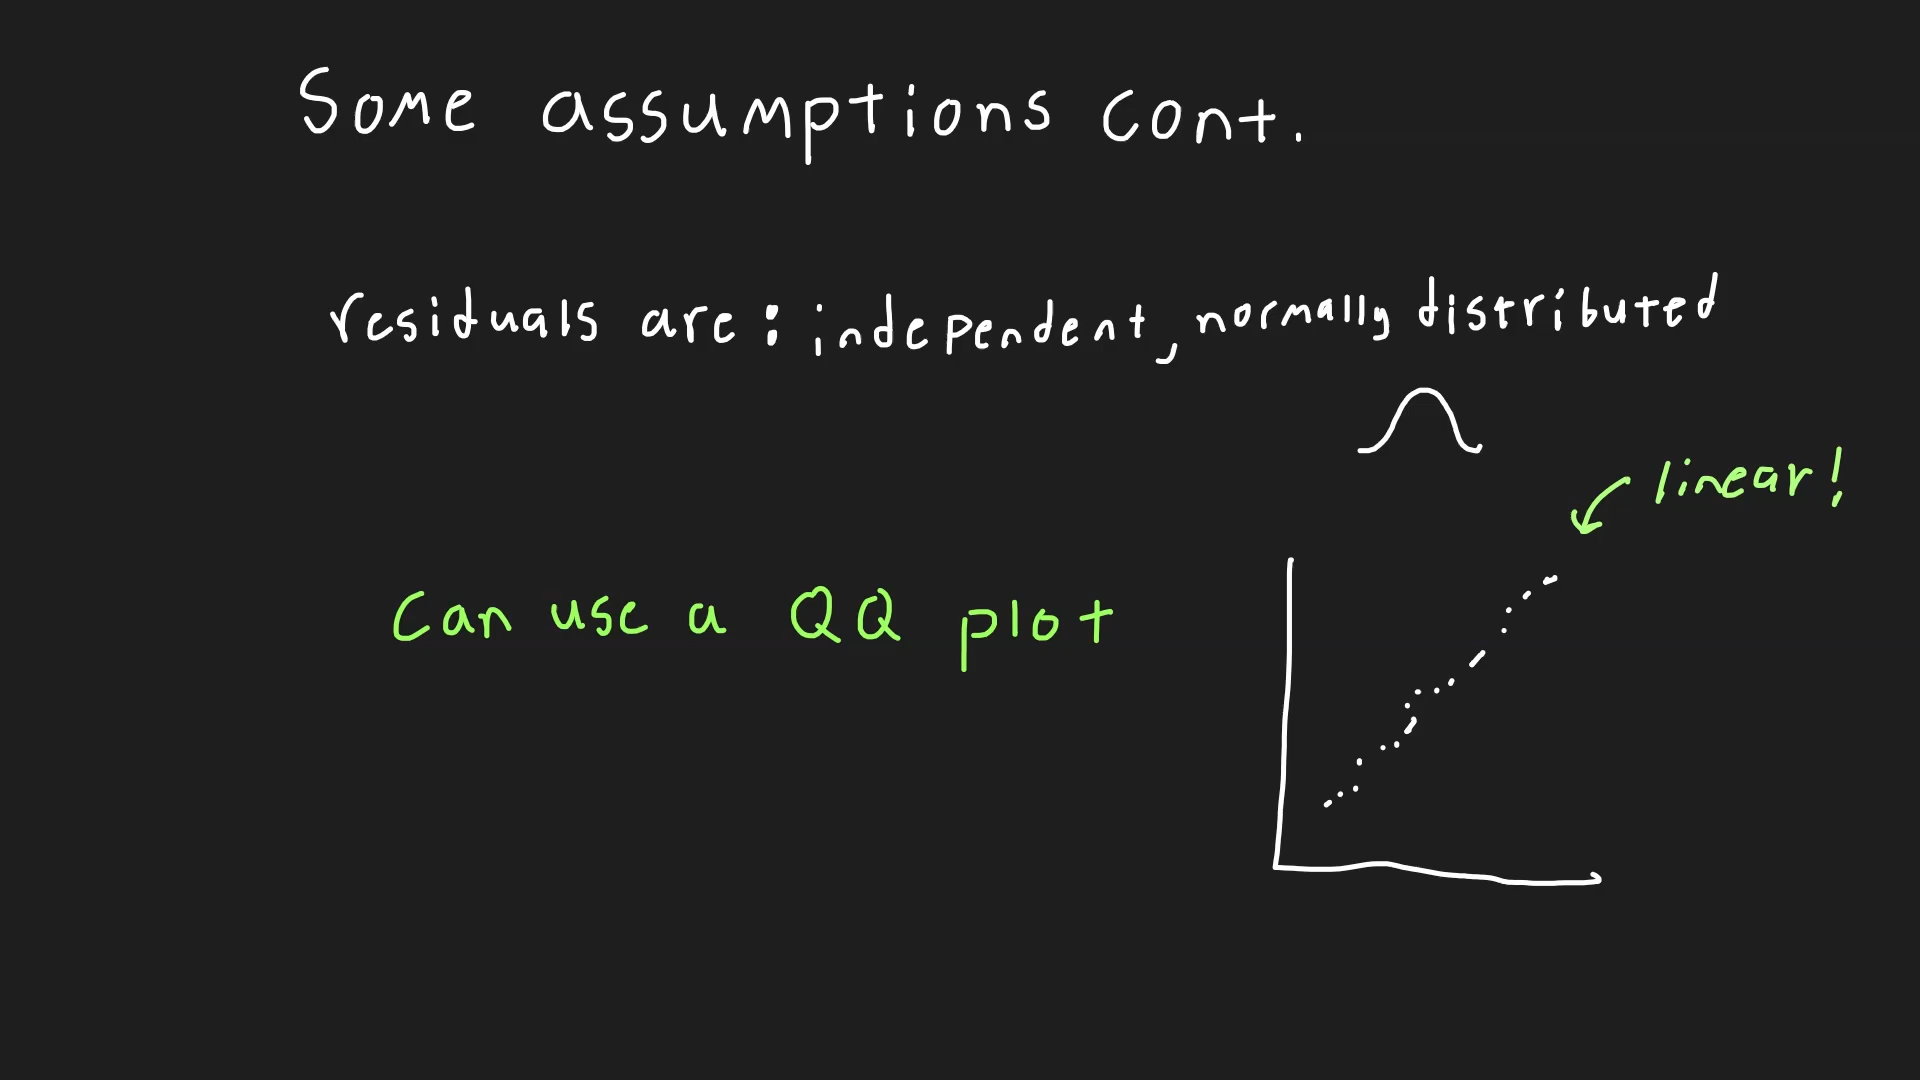 Some assumptions cont.
residuals are: independent, normally distributed
linear!
Can use a QQ plot